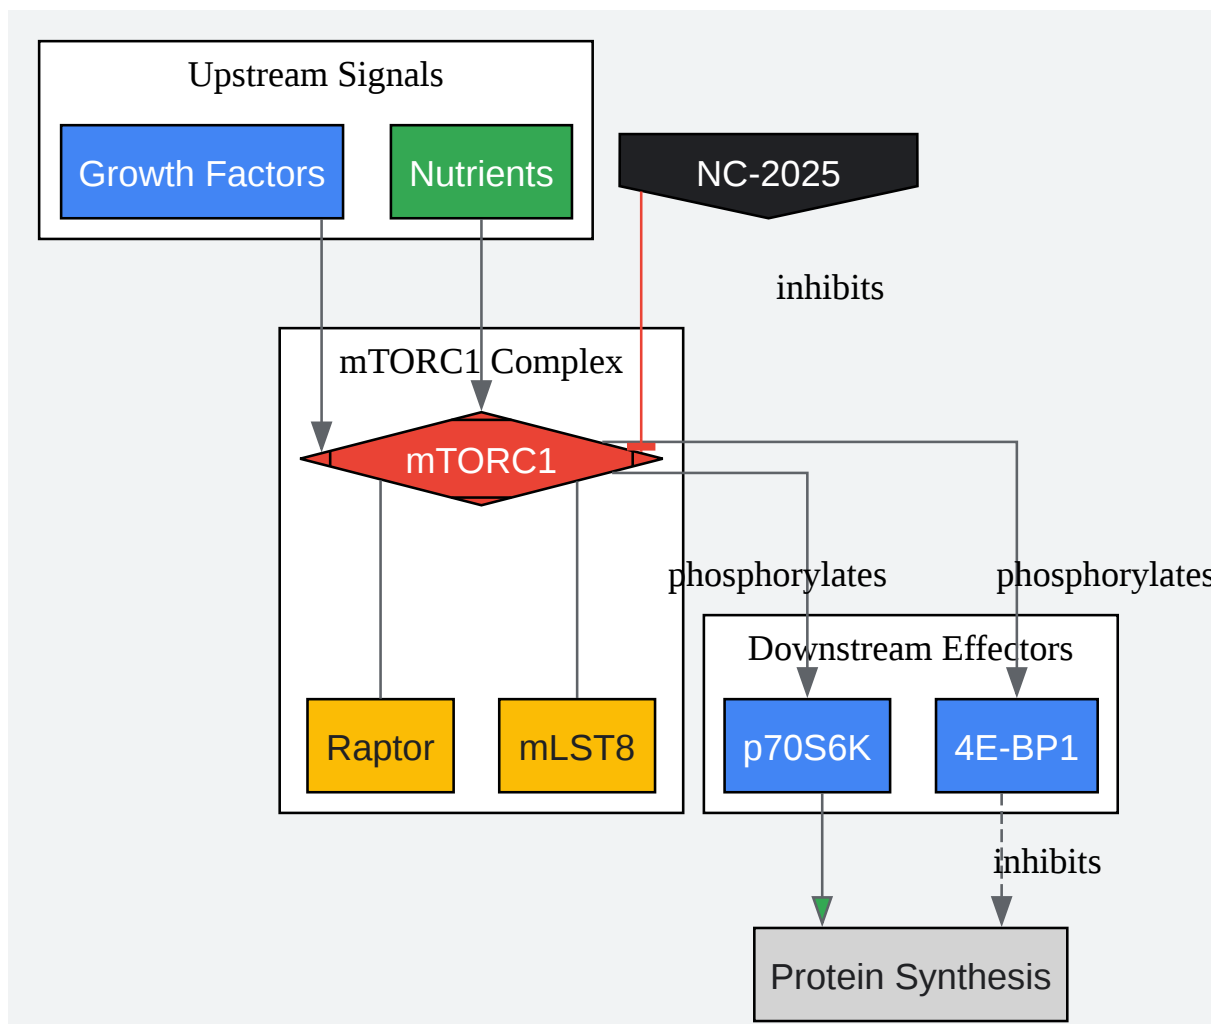 Upstream Signals
Growth Factors
Nutrients
NC-2025
inhibits
mTORC1 Complex
mTORC1
phosphorylates
phosphorylates
Downstream Effectors
Raptor
mLST8
p70S6K
4E-BP1
inhibits
Protein Synthesis